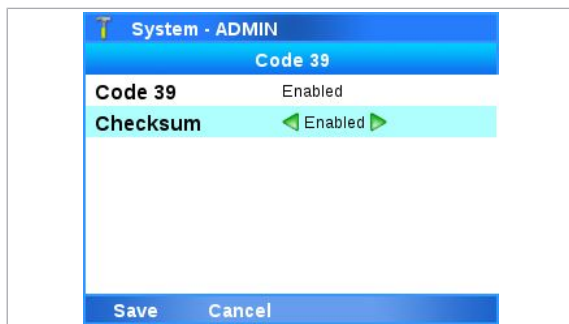 System - ADMIN
Code 39
Code 39 Enabled
Checksum Enabled
Save Cancel